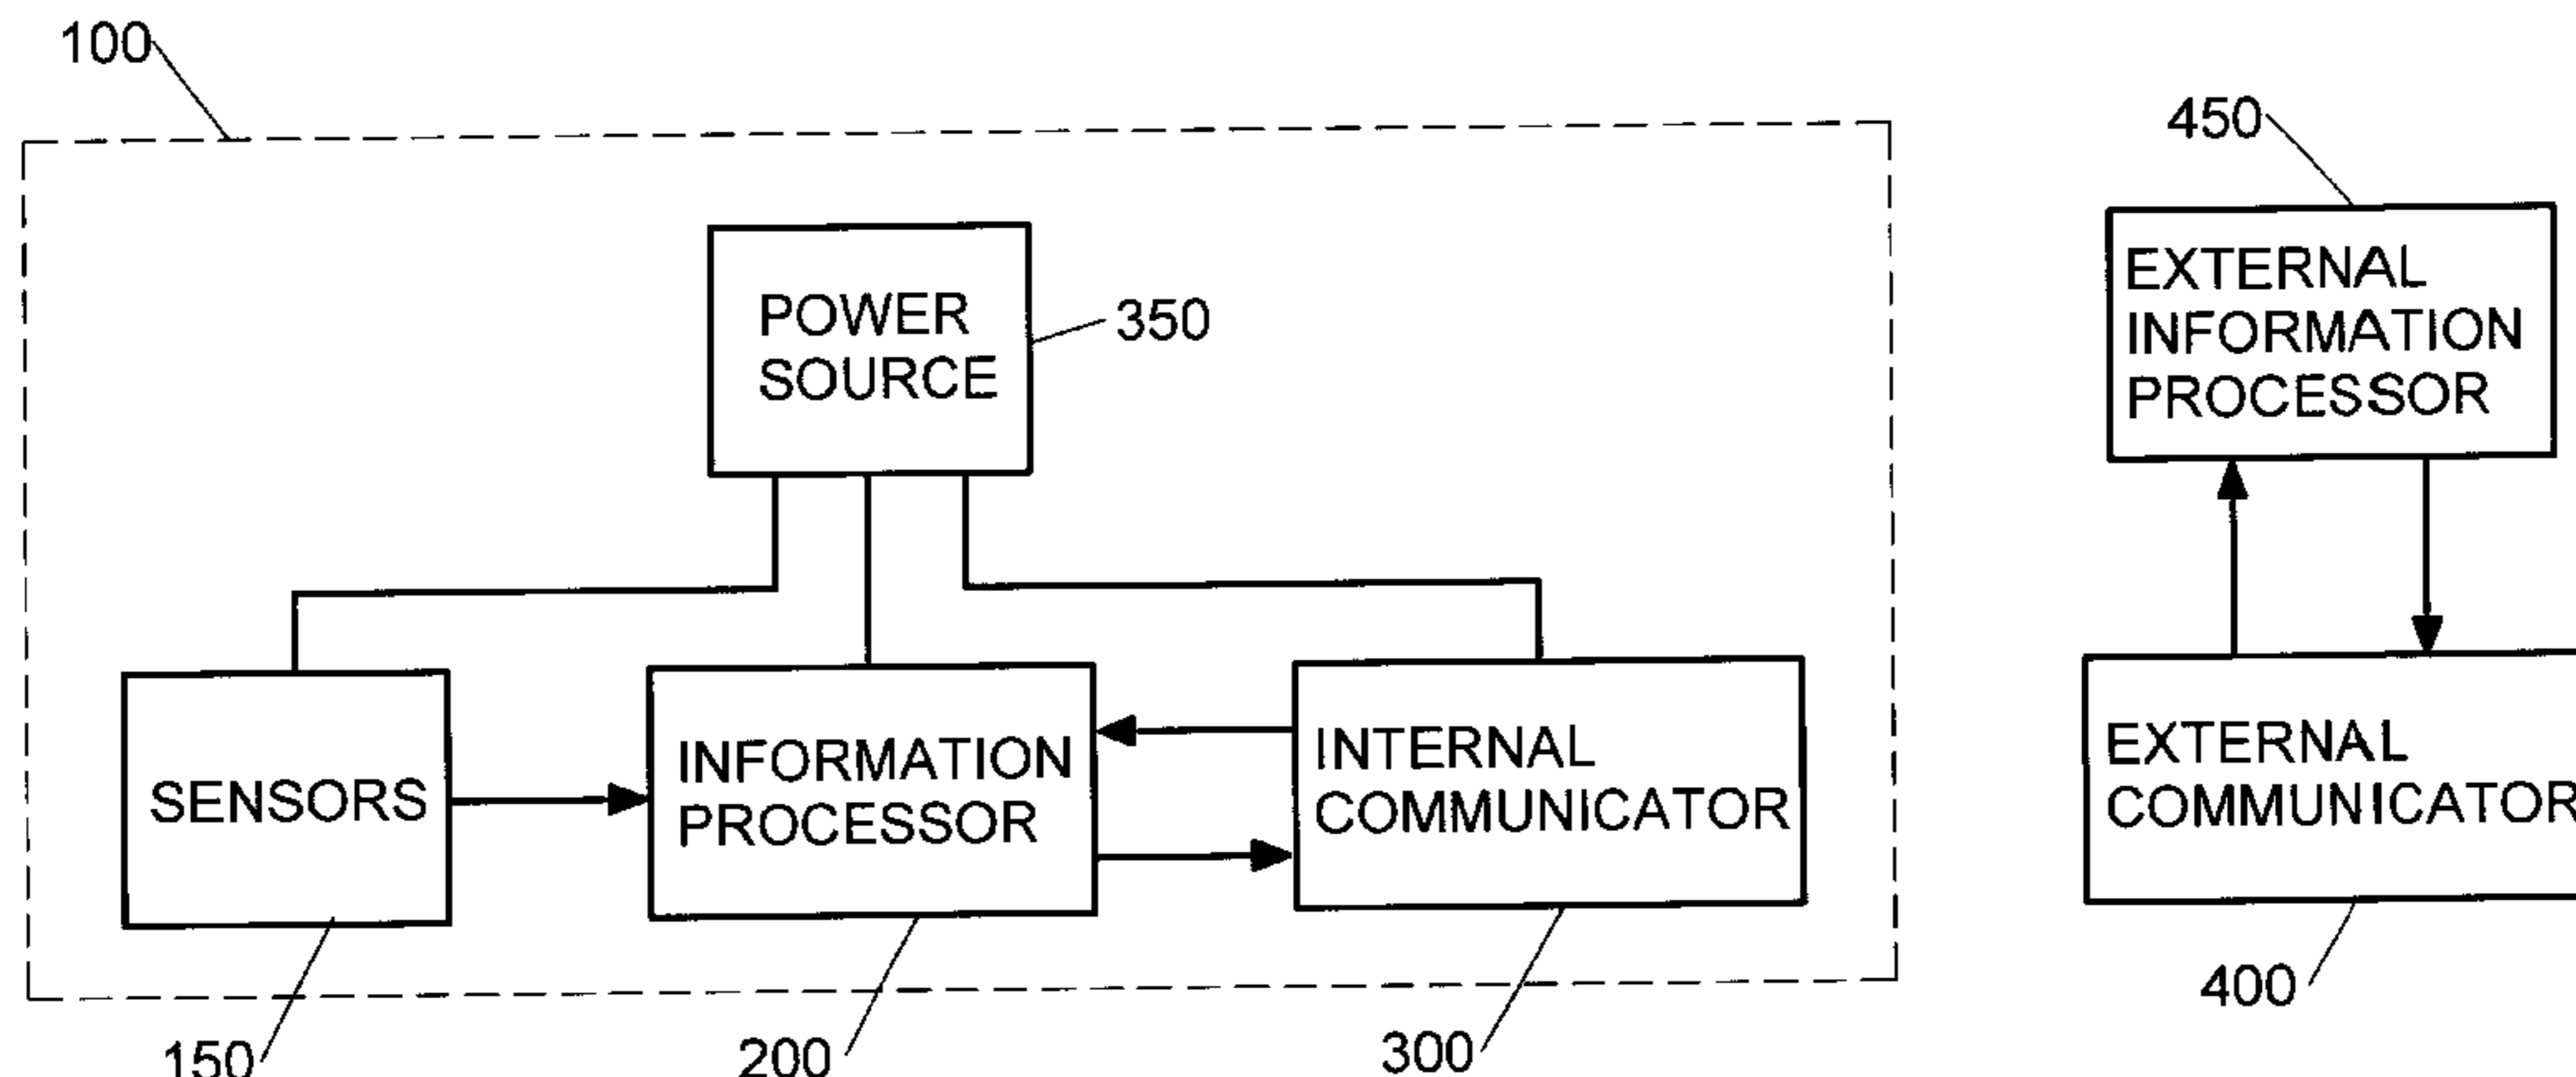 100
450
POWER
SOURCE
350
EXTERNAL
INFORMATION
PROCESSOR
SENSORS
INFORMATION
PROCESSOR
INTERNAL
COMMUNICATOR
EXTERNAL
COMMUNICATOR
150
200
300
400